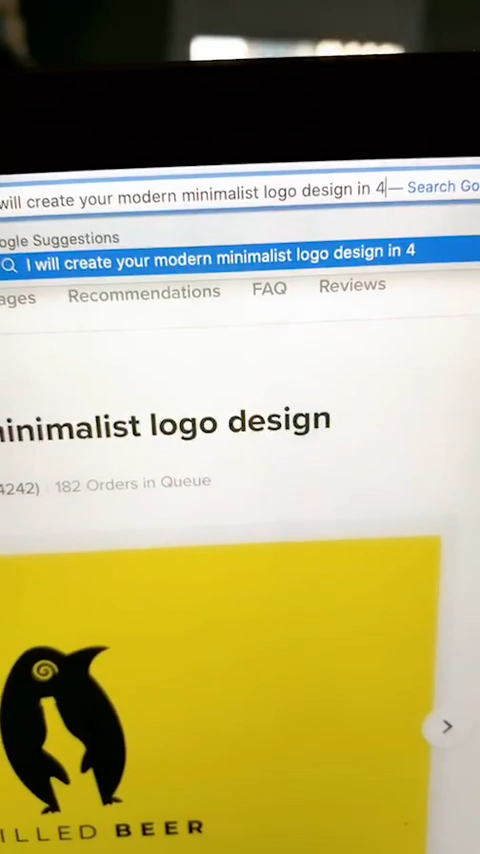 will create your modern minimalist logo design in 4— Search Go
ogle Suggestions
I will create your modern minimalist logo design in 4
ages Recommendations FAQ Reviews
inimalist logo design
4242) 182 Orders in Queue
ILLED BEER